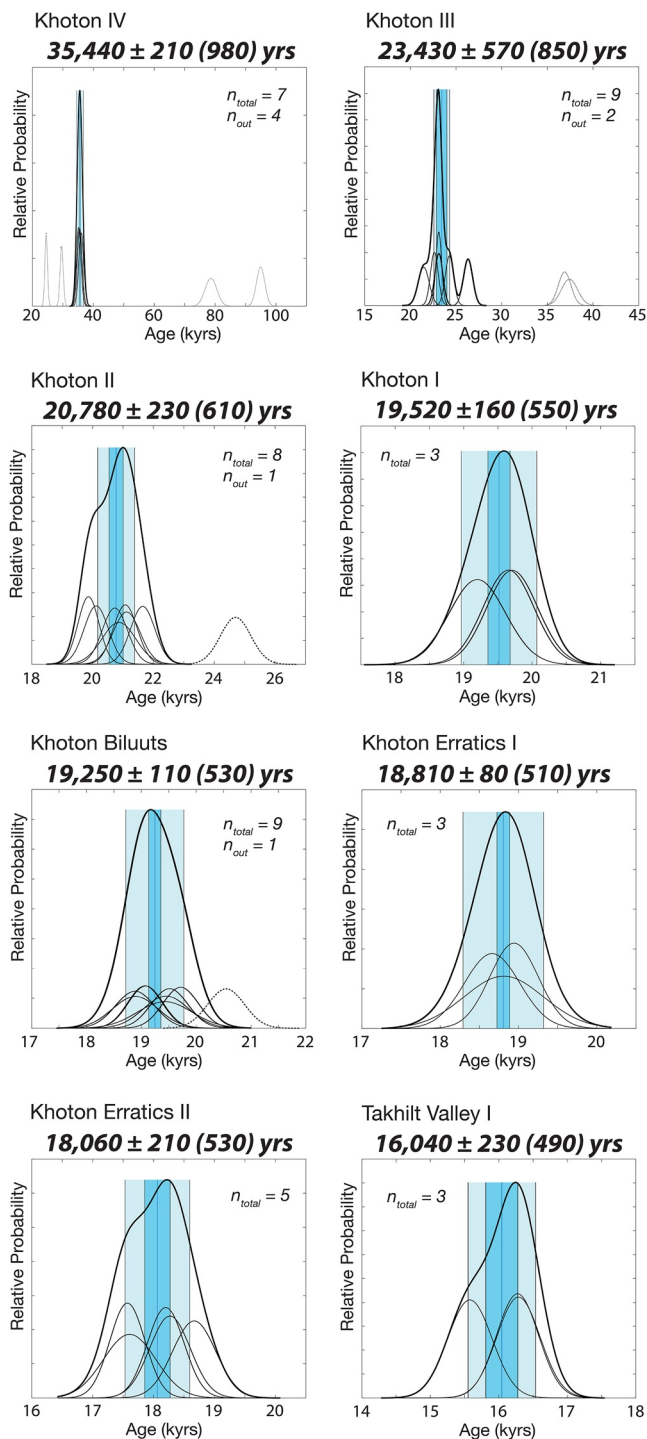 Khoton IV
35,440 ± 210 (980) yrs
Relative Probability
n_total = 7
n_out = 4
20 40 60 80 100
Age (kyrs)
Khoton III
23,430 ± 570 (850) yrs
Relative Probability
n_total = 9
n_out = 2
15 20 25 30 35 40 45
Age (kyrs)
Khoton II
20,780 ± 230 (610) yrs
Relative Probability
n_total = 8
n_out = 1
18 20 22 24 26
Age (kyrs)
Khoton I
19,520 ±160 (550) yrs
Relative Probability
n_total = 3
18 19 20 21
Age (kyrs)
Khoton Biluuts
19,250 ± 110 (530) yrs
Relative Probability
n_total = 9
n_out = 1
17 18 19 20 21 22
Age (kyrs)
Khoton Erratics I
18,810 ± 80 (510) yrs
Relative Probability
n_total = 3
17 18 19 20
Age (kyrs)
Khoton Erratics II
18,060 ± 210 (530) yrs
Relative Probability
n_total = 5
16 17 18 19 20
Age (kyrs)
Takhilt Valley I
16,040 ± 230 (490) yrs
Relative Probability
n_total = 3
14 15 16 17 18
Age (kyrs)